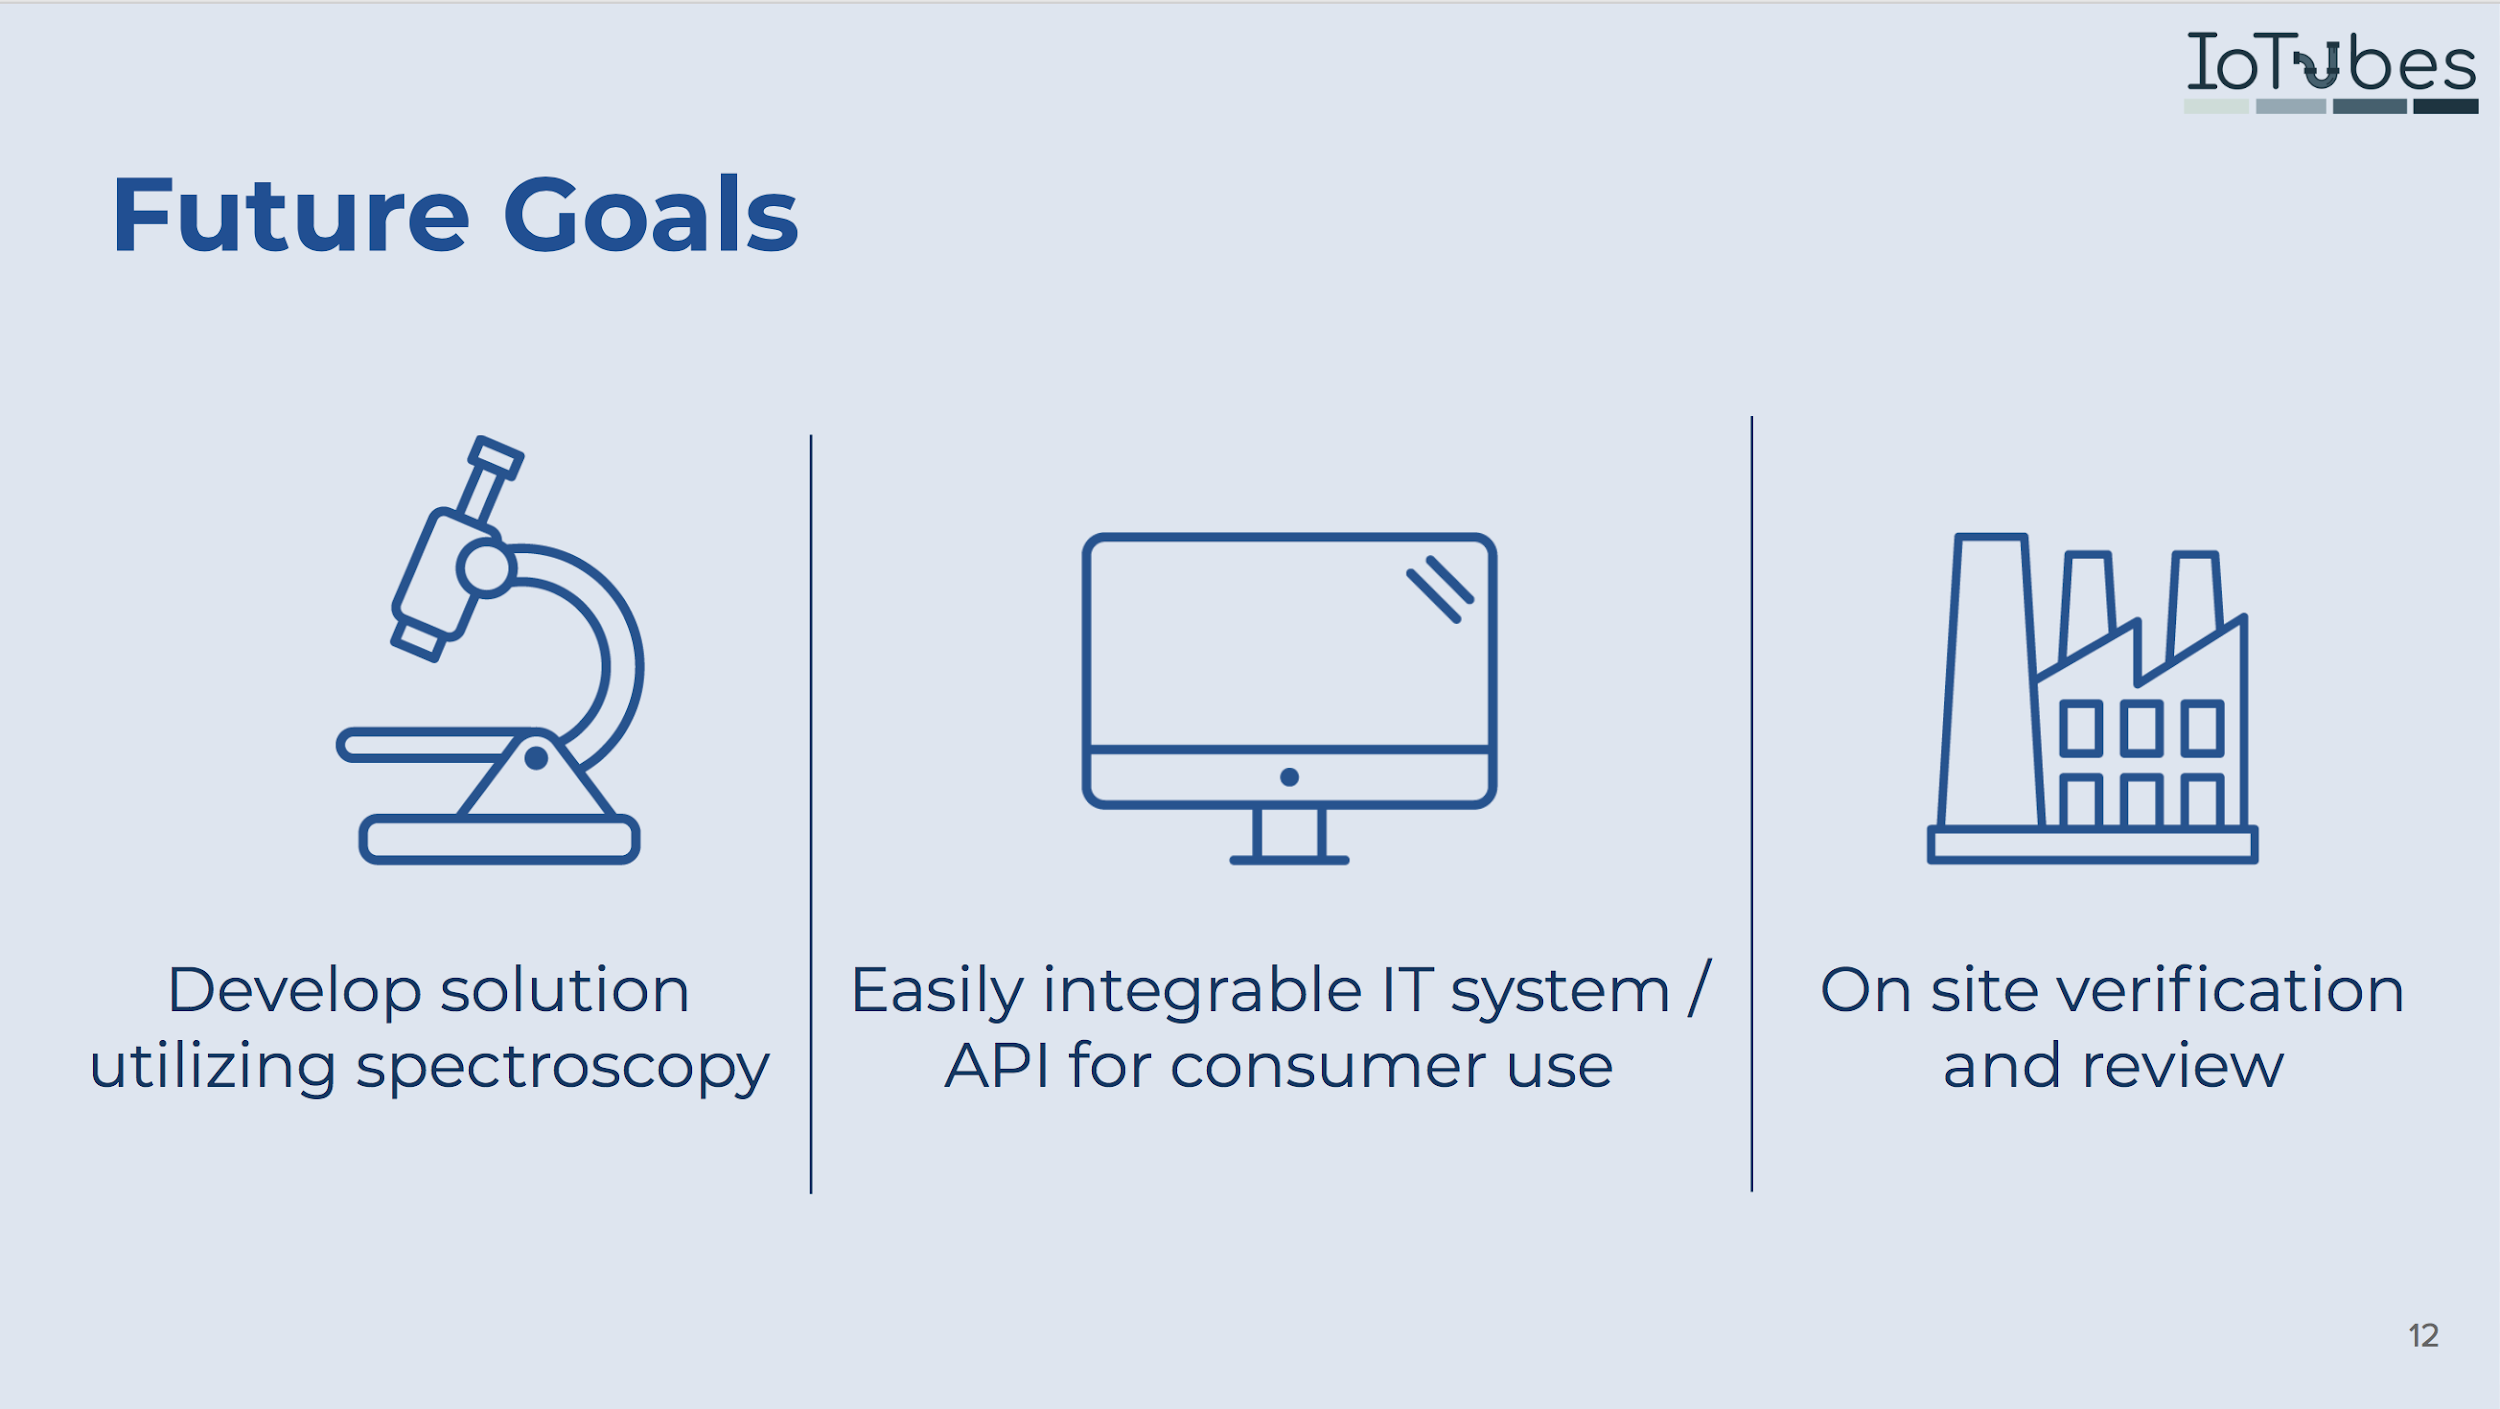 IoTubes
Future Goals
Develop solution
utilizing spectroscopy
Easily integrable IT system /
API for consumer use
On site verification
and review
12